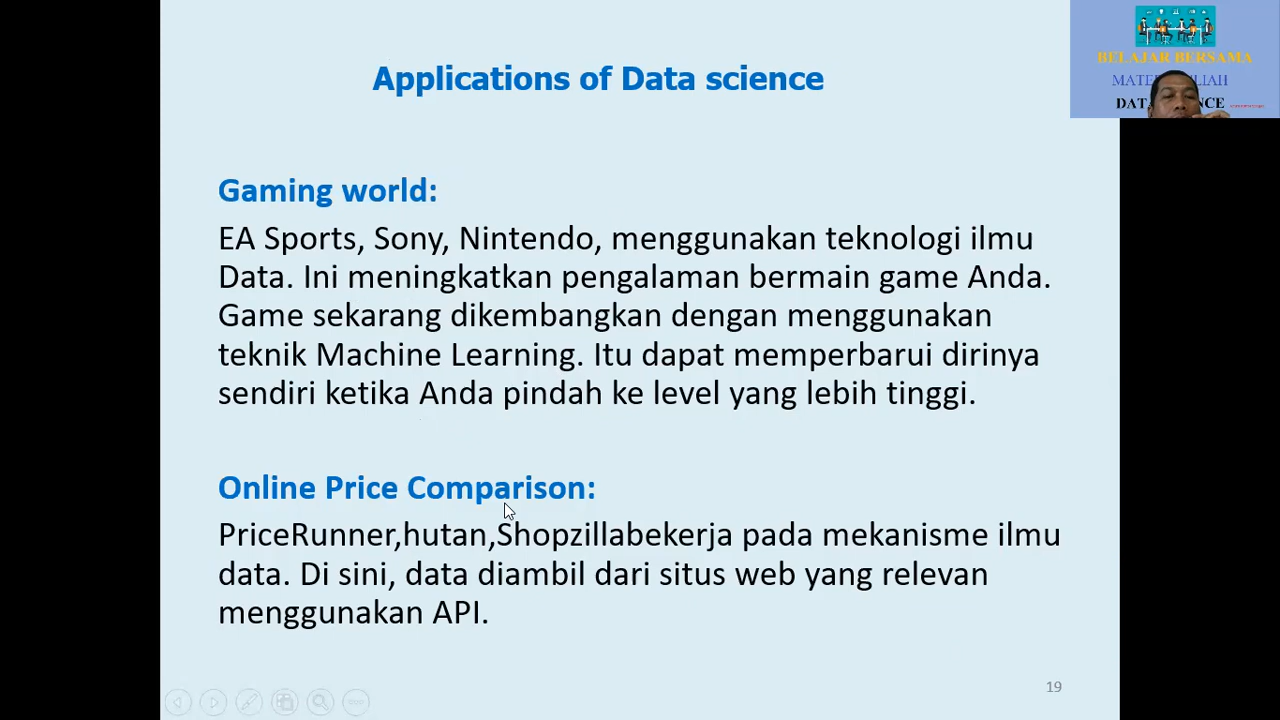 Applications of Data science
BELAJAR BERSAMA
Gaming world:
EA Sports, Sony, Nintendo, menggunakan teknologi ilmu
Data. Ini meningkatkan pengalaman bermain game Anda.
Game sekarang dikembangkan dengan menggunakan
teknik Machine Learning. Itu dapat memperbarui dirinya
sendiri ketika Anda pindah ke level yang lebih tinggi.
Online Price Comparison:
PriceRunner,hutan,Shopzillabekerja pada mekanisme ilmu
data. Di sini, data diambil dari situs web yang relevan
menggunakan API.
19